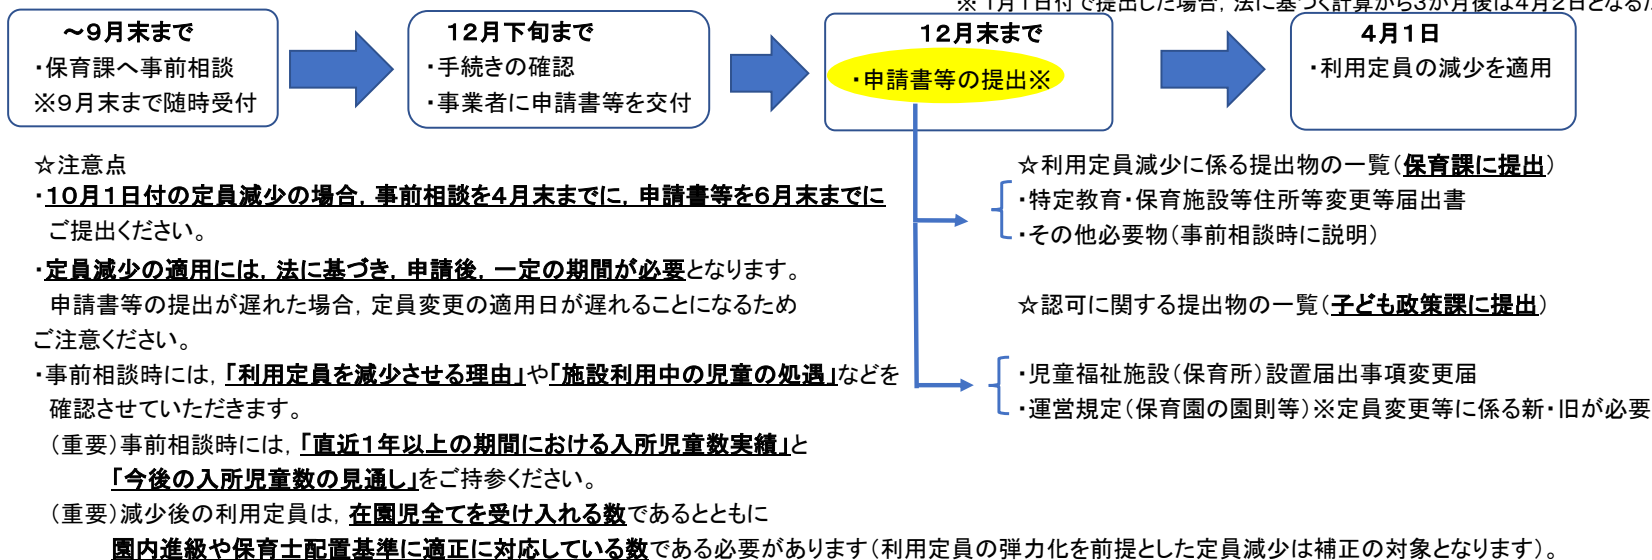 ※ 1月1日付で提出した場合, 法に基づく計算から3か月後は4月2日となるた
～9月末まで
・保育課へ事前相談
※9月末まで随時受付
12月下旬まで
・手続きの確認
・事業者に申請書等を交付
12月末まで
・申請書等の提出※
4月1日
・利用定員の減少を適用
☆注意点
・10月1日付の定員減少の場合, 事前相談を4月末までに, 申請書等を6月末までに
ご提出ください。
・定員減少の適用には, 法に基づき, 申請後, 一定の期間が必要となります。
申請書等の提出が遅れた場合, 定員変更の適用日が遅れることになるため
ご注意ください。
・事前相談時には, 「利用定員を減少させる理由」や「施設利用中の児童の処遇」などを
確認させていただきます。
（重要）事前相談時には, 「直近1年以上の期間における入所児童数実績」と
「今後の入所児童数の見通し」をご持参ください。
（重要）減少後の利用定員は, 在園児全てを受け入れる数であるとともに
園内進級や保育士配置基準に適正に対応している数である必要があります（利用定員の弾力化を前提とした定員減少は補正の対象となります）。
☆利用定員減少に係る提出物の一覧（保育課に提出）
・特定教育・保育施設等住所等変更等届出書
・その他必要物（事前相談時に説明）
☆認可に関する提出物の一覧（子ども政策課に提出）
・児童福祉施設（保育所）設置届出事項変更届
・運営規定（保育園の園則等）※定員変更等に係る新・旧が必要